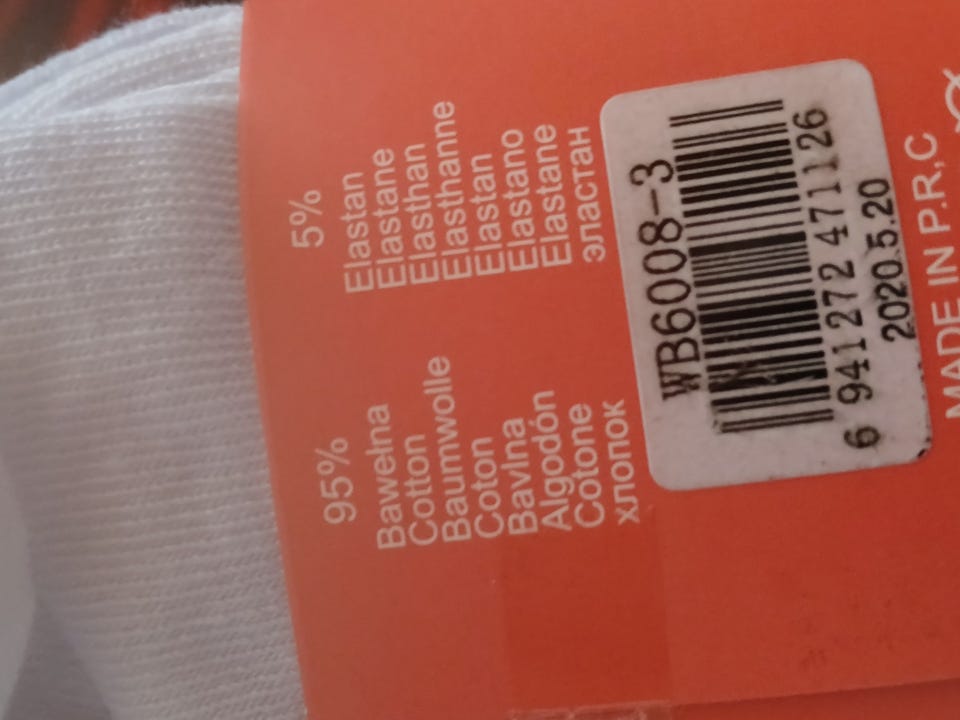 95%
Bawełna
Cotton
Baumwolle
Coton
Bavlna
Algodón
Cotone
хлопок
5%
Elastan
Elastane
Elasthan
Elasthanne
Elastan
Elastano
Elastane
эластан
WB6008-3
6 941272 471126
2020.5.20
MADE IN P.R,C